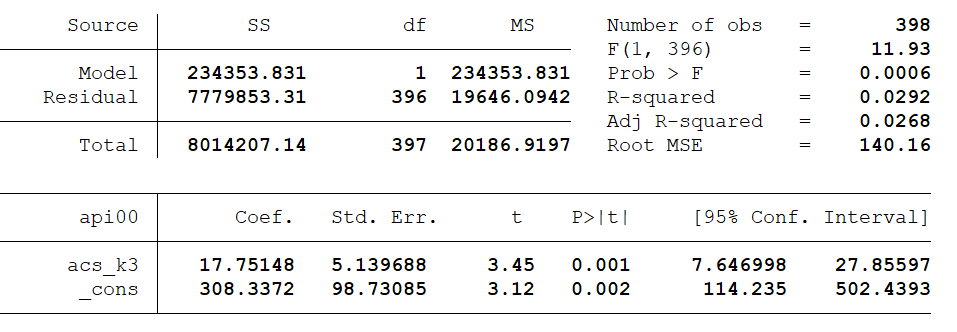 Source SS df MS Number of obs = 398
F(1, 396) = 11.93
Model 234353.831 1 234353.831 Prob > F = 0.0006
Residual 7779853.31 396 19646.0942 R-squared = 0.0292
Adj R-squared = 0.0268
Total 8014207.14 397 20186.9197 Root MSE = 140.16
api00 Coef. Std. Err. t P>|t| [95% Conf. Interval]
acs_k3 17.75148 5.139688 3.45 0.001 7.646998 27.85597
_cons 308.3372 98.73085 3.12 0.002 114.235 502.4393